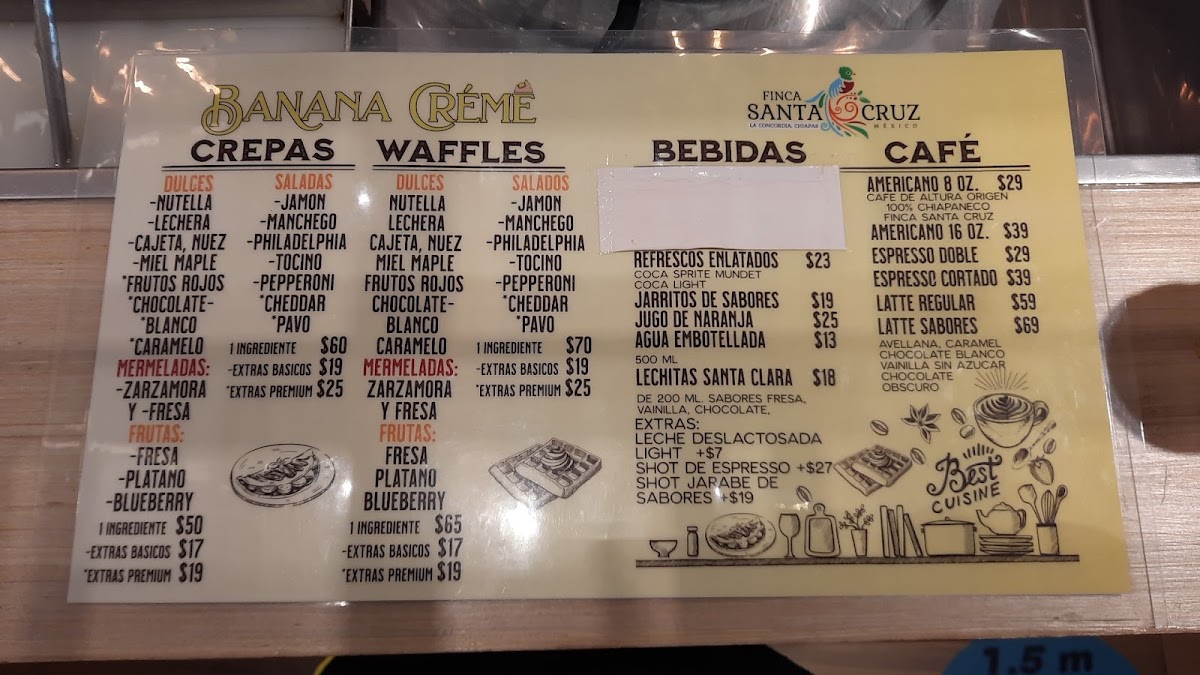 BANANA CRÉMÉ
CREPAS
DULCES
-NUTELLA
-LECHERA
-CAJETA, NUEZ
-MIEL MAPLE
*FRUTOS ROJOS
*CHOCOLATE-
*BLANCO
*CARAMELO
MERMELADAS:
-ZARZAMORA
Y -FRESA
FRUTAS:
-FRESA
-PLATANO
-BLUEBERRY
1 INGREDIENTE $50
-EXTRAS BASICOS $17
*EXTRAS PREMIUM $19
SALADAS
-JAMON
-MANCHEGO
-PHILADELPHIA
-TOCINO
-PEPPERONI
*CHEDDAR
*PAVO
1 INGREDIENTE $60
-EXTRAS BASICOS $19
*EXTRAS PREMIUM $25
WAFFLES
DULCES
NUTELLA
LECHERA
CAJETA, NUEZ
MIEL MAPLE
FRUTOS ROJOS
CHOCOLATE-
BLANCO
CARAMELO
MERMELADAS:
ZARZAMORA
Y FRESA
FRUTAS:
FRESA
PLATANO
BLUEBERRY
1 INGREDIENTE $65
-EXTRAS BASICOS $17
*EXTRAS PREMIUM $19
SALADOS
-JAMON
-MANCHEGO
-PHILADELPHIA
-TOCINO
-PEPPERONI
*CHEDDAR
*PAVO
1 INGREDIENTE $70
-EXTRAS BASICOS $19
*EXTRAS PREMIUM $25
FINCA
SANTA CRUZ
LA CONCORDIA, CHIAPAS
MÉXICO
BEBIDAS
REFRESCOS ENLATADOS $23
COCA SPRITE MUNDET
COCA LIGHT
JARRITOS DE SABORES $19
JUGO DE NARANJA $25
AGUA EMBOTELLADA $13
500 ML
LECHITAS SANTA CLARA $18
DE 200 ML. SABORES FRESA,
VAINILLA, CHOCOLATE,
EXTRAS:
LECHE DESLACTOSADA
LIGHT +$7
SHOT DE ESPRESSO +$27
SHOT JARABE DE
SABORES +$19
CAFÉ
AMERICANO 8 OZ. $29
CAFE DE ALTURA ORIGEN
100% CHIAPANECO
FINCA SANTA CRUZ
AMERICANO 16 OZ. $39
ESPRESSO DOBLE $29
ESPRESSO CORTADO $39
LATTE REGULAR $59
LATTE SABORES $69
AVELLANA, CARAMEL
CHOCOLATE BLANCO
VAINILLA SIN AZUCAR
CHOCOLATE
OBSCURO
Best
CUISINE
1.5 m